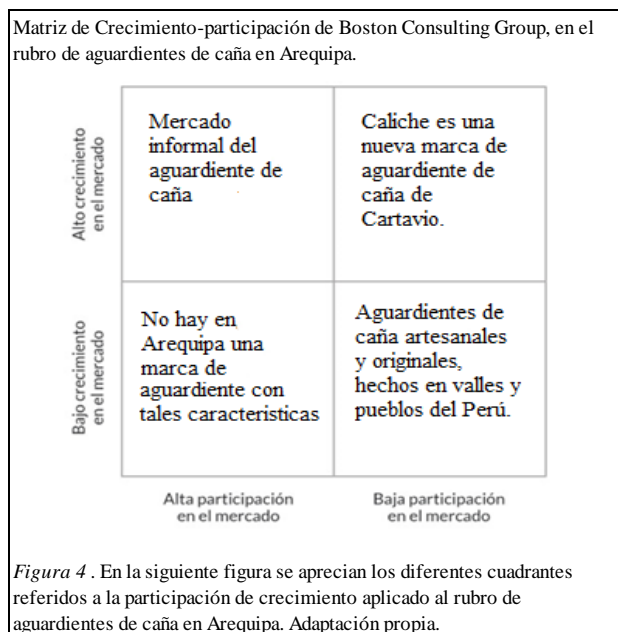 Matriz de Crecimiento-participación de Boston Consulting Group, en el
rubro de aguardientes de caña en Arequipa.
Alto crecimiento
en el mercado
Mercado
informal del
aguardiente de
caña
Caliche es una
nueva marca de
aguardiente de
caña de
Cartavio.
Bajo crecimiento
en el mercado
No hay en
Arequipa una
marca de
aguardiente con
tales caracteristicas
Aguardientes de
caña artesanales
y originales,
hechos en valles y
pueblos del Perú.
Alta participación
en el mercado
Baja participación
en el mercado
Figura 4 . En la siguiente figura se aprecian los diferentes cuadrantes
referidos a la participación de crecimiento aplicado al rubro de
aguardientes de caña en Arequipa. Adaptación propia.